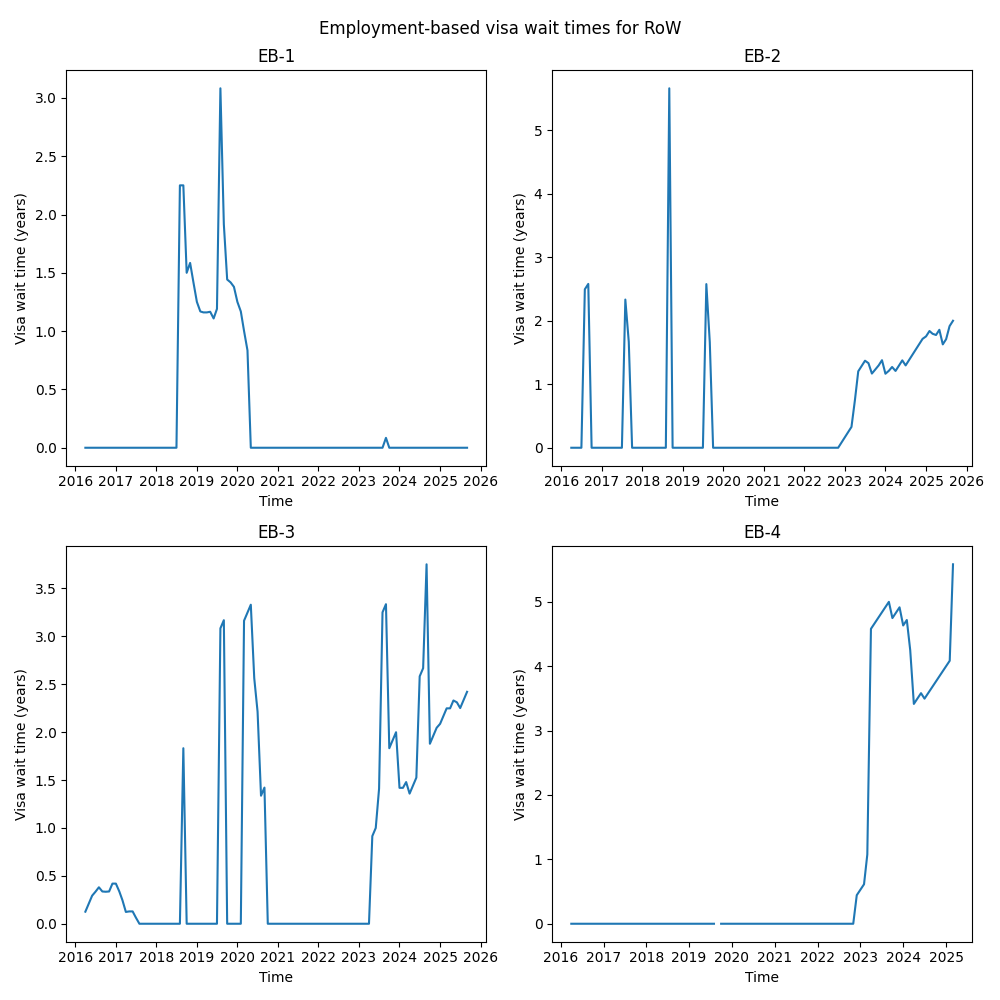 Employment-based visa wait times for RoW
EB-1
Visa wait time (years)
3.0
2.5
2.0
1.5
1.0
0.5
0.0
2016 2017 2018 2019 2020 2021 2022 2023 2024 2025 2026
Time
EB-2
Visa wait time (years)
5
4
3
2
1
0
2016 2017 2018 2019 2020 2021 2022 2023 2024 2025 2026
Time
EB-3
Visa wait time (years)
3.5
3.0
2.5
2.0
1.5
1.0
0.5
0.0
2016 2017 2018 2019 2020 2021 2022 2023 2024 2025 2026
Time
EB-4
Visa wait time (years)
5
4
3
2
1
0
2016 2017 2018 2019 2020 2021 2022 2023 2024 2025
Time